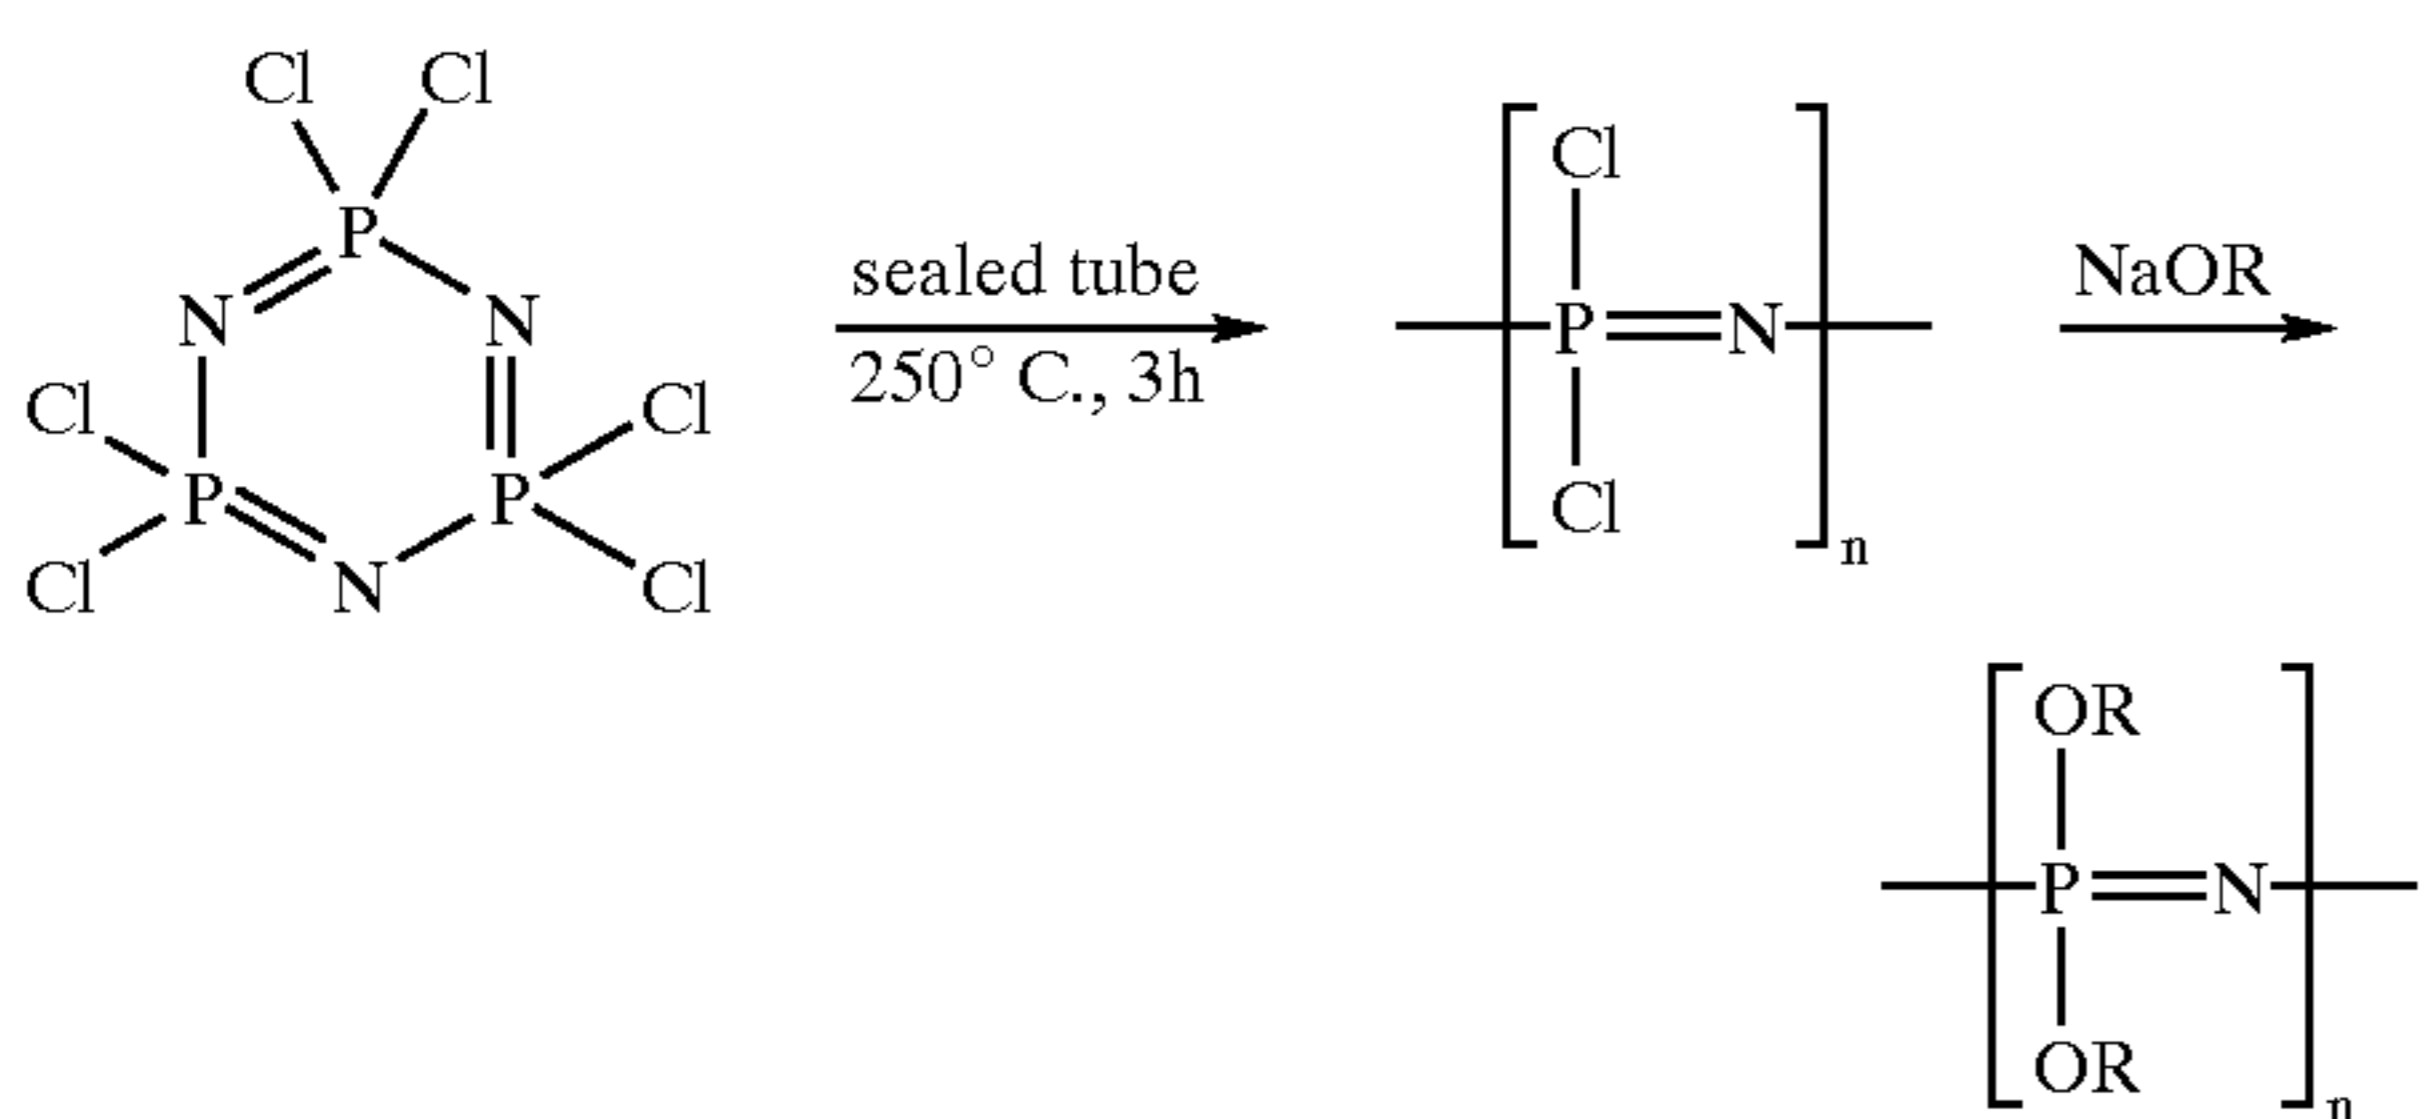 Cl Cl
P
N N
Cl Cl
P P
Cl N Cl
sealed tube
250° C., 3h
Cl
P N
Cl
n
NaOR
OR
P N
OR
n